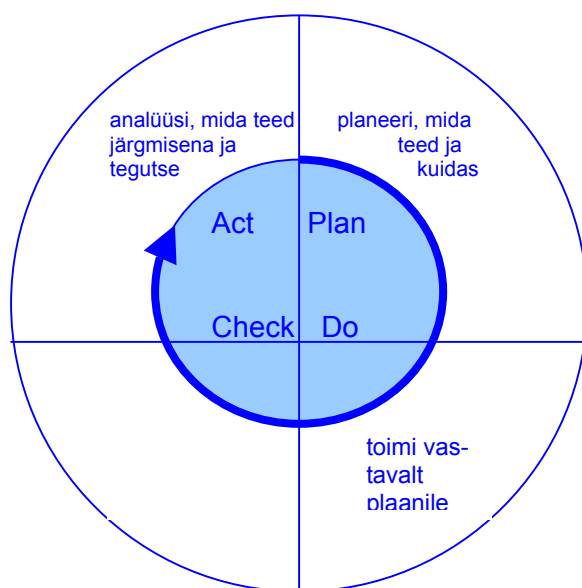 analüüsi, mida teed
järgmisena ja
tegutse
planeeri, mida
teed ja
kuidas
Act
Plan
Check
Do
toimi vas-
tavalt
plaanile